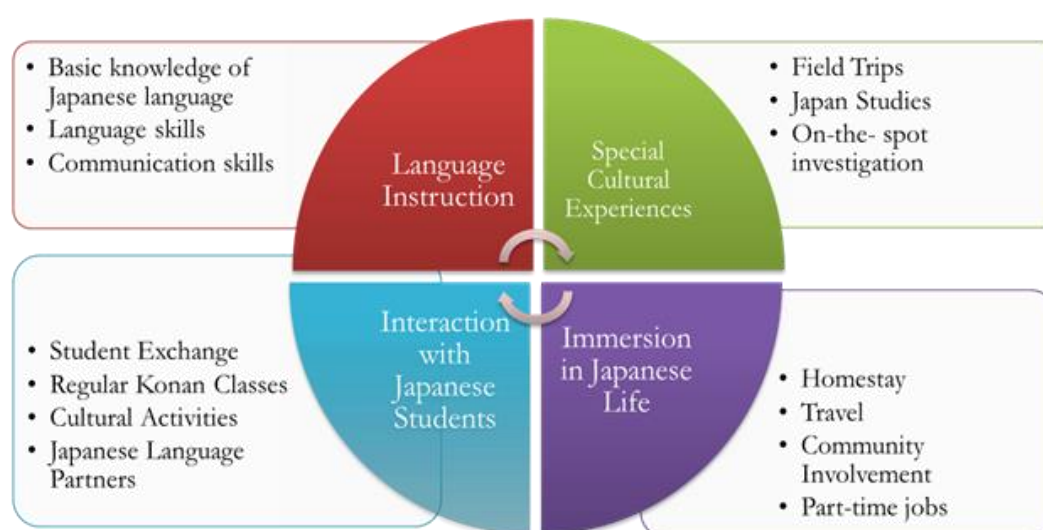 • Basic knowledge of
Japanese language
• Language skills
• Communication skills
Language
Instruction
Special
Cultural
Experiences
• Field Trips
• Japan Studies
• On-the- spot
investigation
• Student Exchange
• Regular Konan Classes
• Cultural Activities
• Japanese Language
Partners
Interaction
with
Japanese
Students
Immersion
in Japanese
Life
• Homestay
• Travel
• Community
Involvement
• Part-time jobs